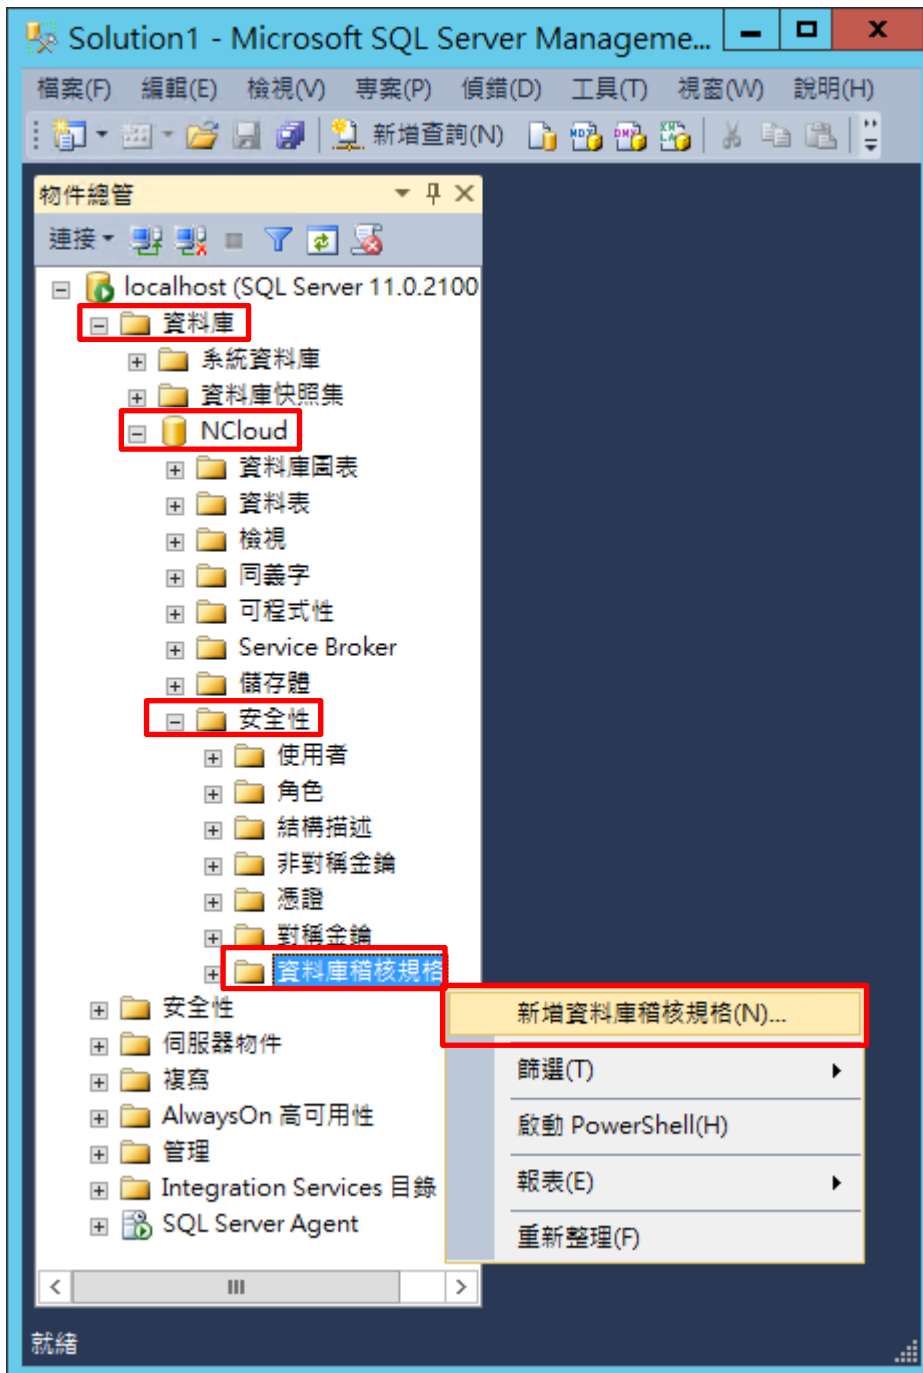 Solution1 - Microsoft SQL Server Manageme...
檔案(F) 編輯(E) 檢視(V) 專案(P) 偵錯(D) 工具(T) 視窗(W) 說明(H)
新增查詢(N)
物件總管
連接
localhost (SQL Server 11.0.2100
資料庫
系統資料庫
資料庫快照集
NCloud
資料庫圖表
資料表
檢視
同義字
可程式性
Service Broker
儲存體
安全性
使用者
角色
結構描述
非對稱金鑰
憑證
對稱金鑰
資料庫稽核規格
安全性
新增資料庫稽核規格(N)...
伺服器物件
篩選(T)
複寫
AlwaysOn 高可用性
啟動 PowerShell(H)
管理
Integration Services 目錄
報表(E)
SQL Server Agent
重新整理(F)
就緒